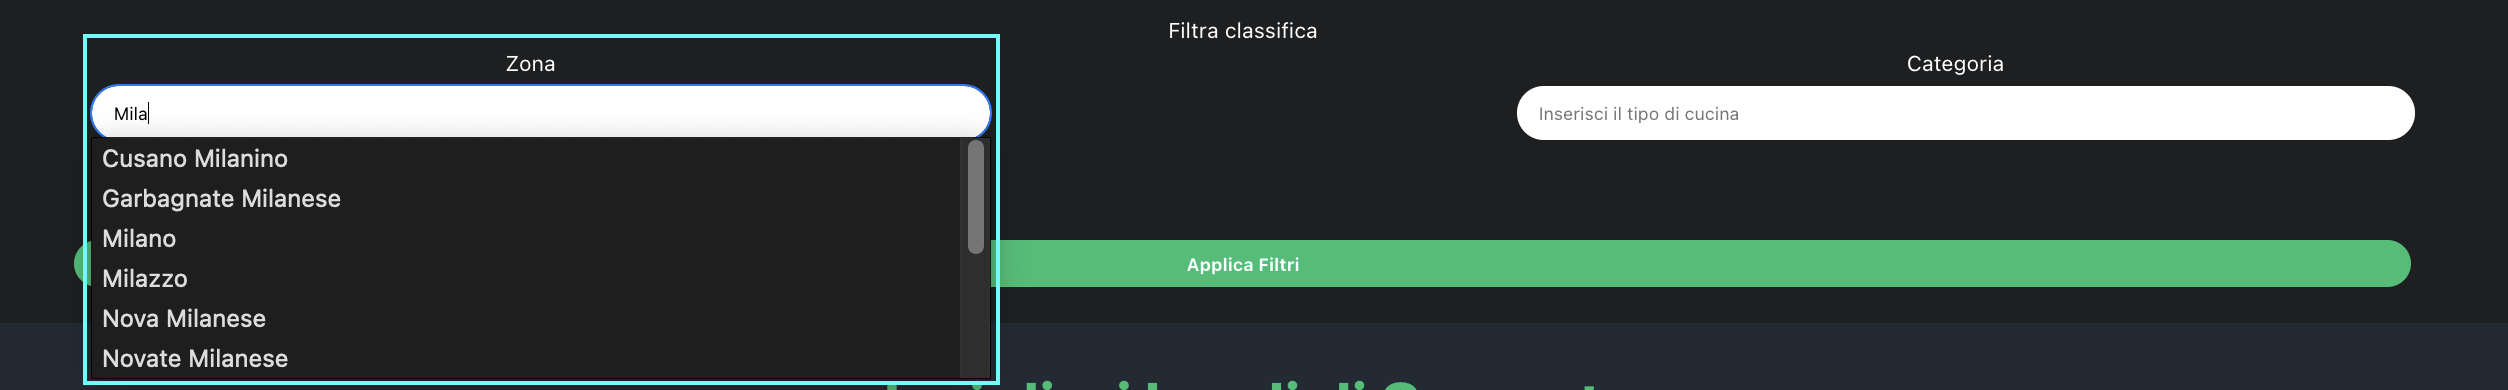 Filtra classifica
Zona
Categoria
Mila
Inserisci il tipo di cucina
Cusano Milanino
Garbagnate Milanese
Milano
Milazzo
Nova Milanese
Novate Milanese
Applica Filtri